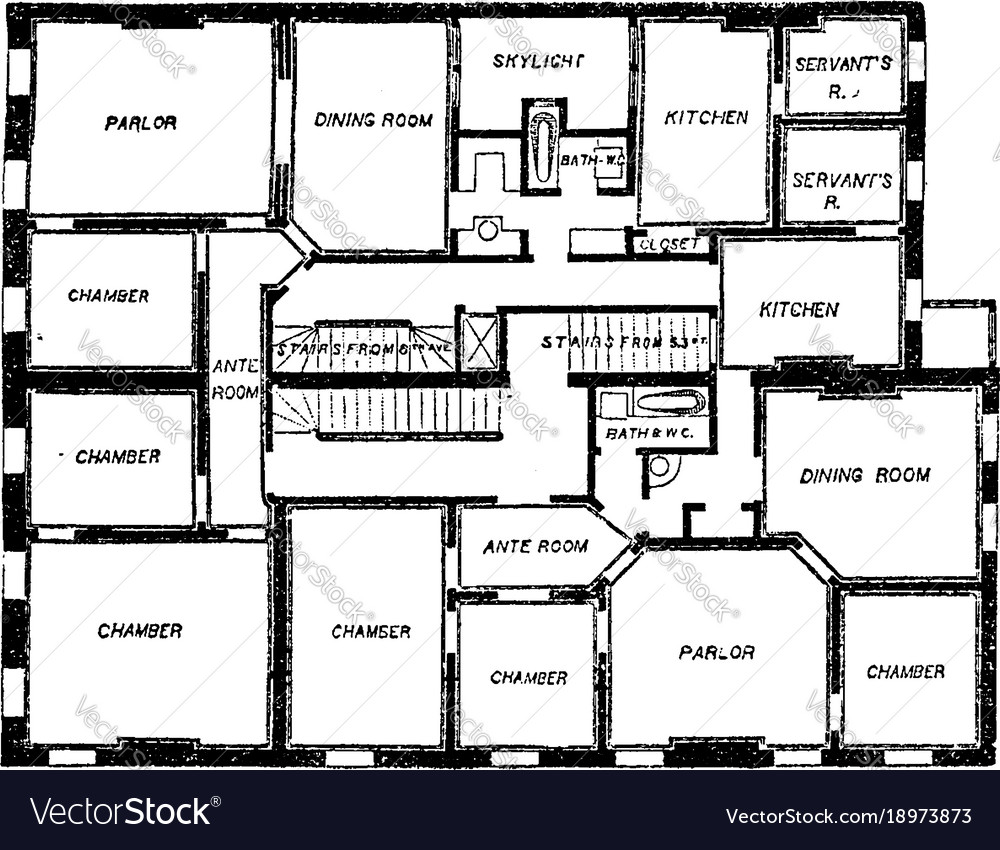 SKYLIGHT
SERVANT'S
R.
PARLOR
DINING ROOM
KITCHEN
BATH-W.C.
SERVANT'S
R.
CLOSET
CHAMBER
KITCHEN
STAIRS FROM 6TH AVE.
STAIRS FROM 53 ST.
ANTE
ROOM
BATH & W.C.
CHAMBER
DINING ROOM
ANTE ROOM
CHAMBER
CHAMBER
PARLOR
CHAMBER
CHAMBER
VectorStock®
VectorStock.com/18973873